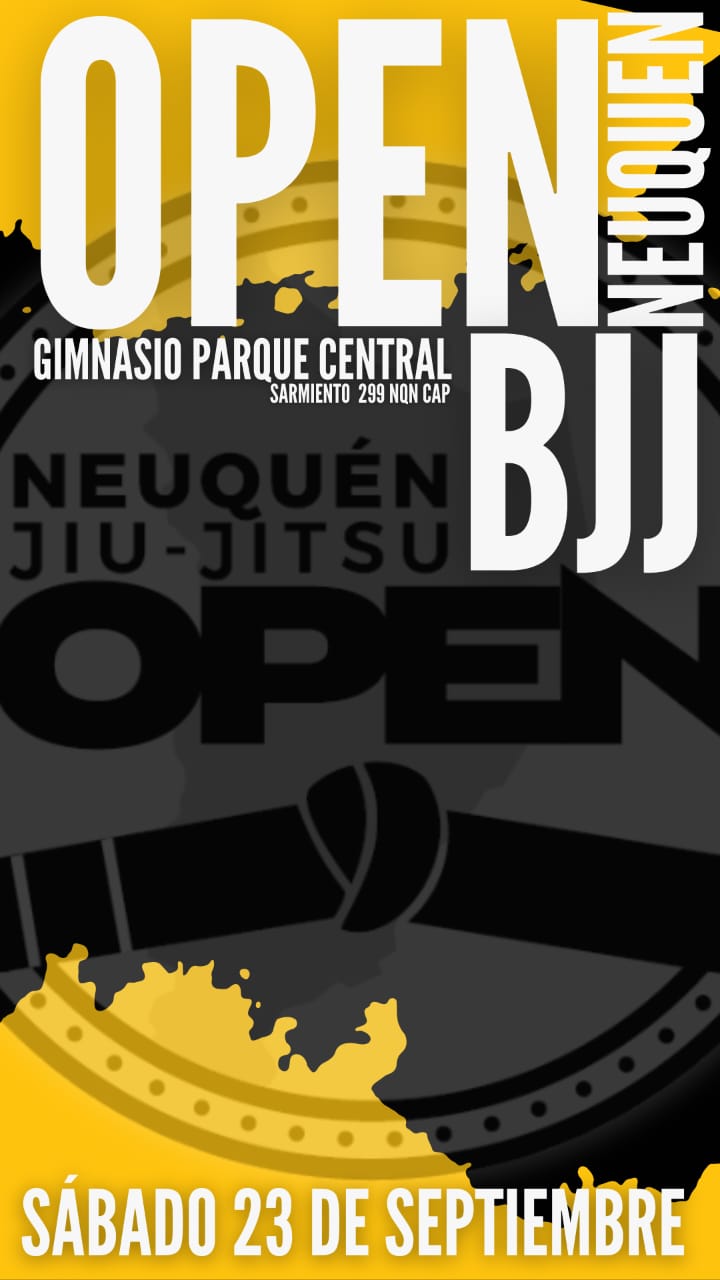 OPEN
NEUQUEN
BJJ
GIMNASIO PARQUE CENTRAL
SARMIENTO 299 NQN CAP
NEUQUÉN
JIU-JITSU
OPEN
SÁBADO 23 DE SEPTIEMBRE